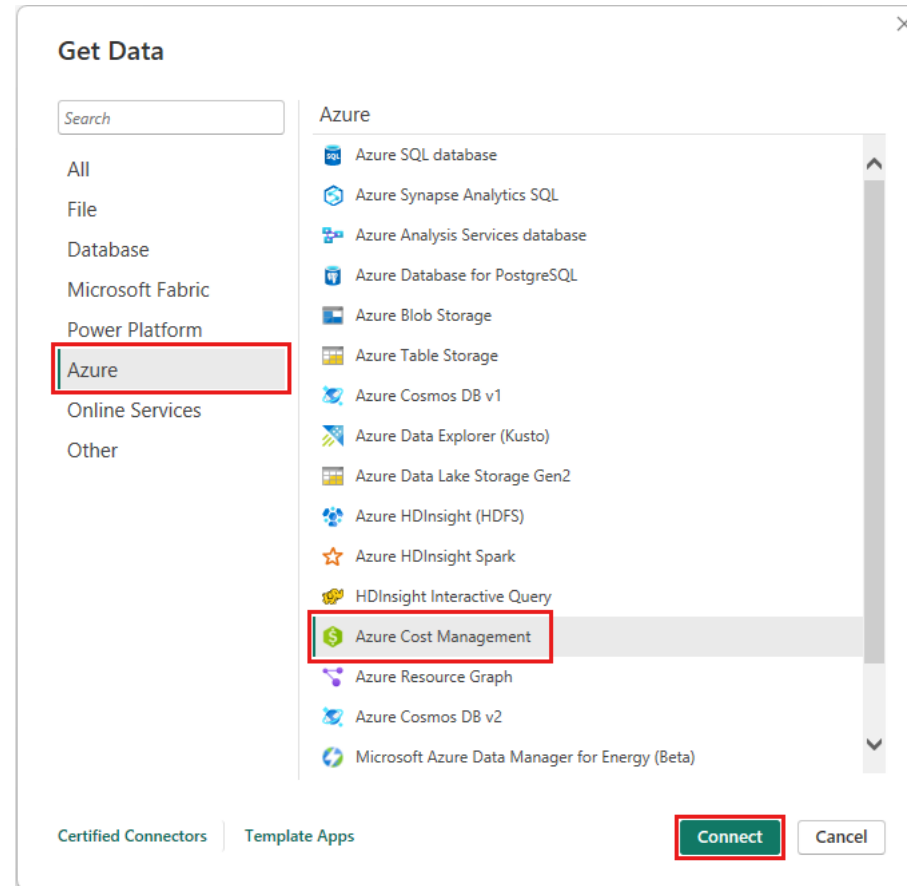 Get Data
Search
All
File
Database
Microsoft Fabric
Power Platform
Azure
Online Services
Other
Azure
Azure SQL database
Azure Synapse Analytics SQL
Azure Analysis Services database
Azure Database for PostgreSQL
Azure Blob Storage
Azure Table Storage
Azure Cosmos DB v1
Azure Data Explorer (Kusto)
Azure Data Lake Storage Gen2
Azure HDInsight (HDFS)
Azure HDInsight Spark
HDInsight Interactive Query
Azure Cost Management
Azure Resource Graph
Azure Cosmos DB v2
Microsoft Azure Data Manager for Energy (Beta)
Certified Connectors Template Apps Connect Cancel